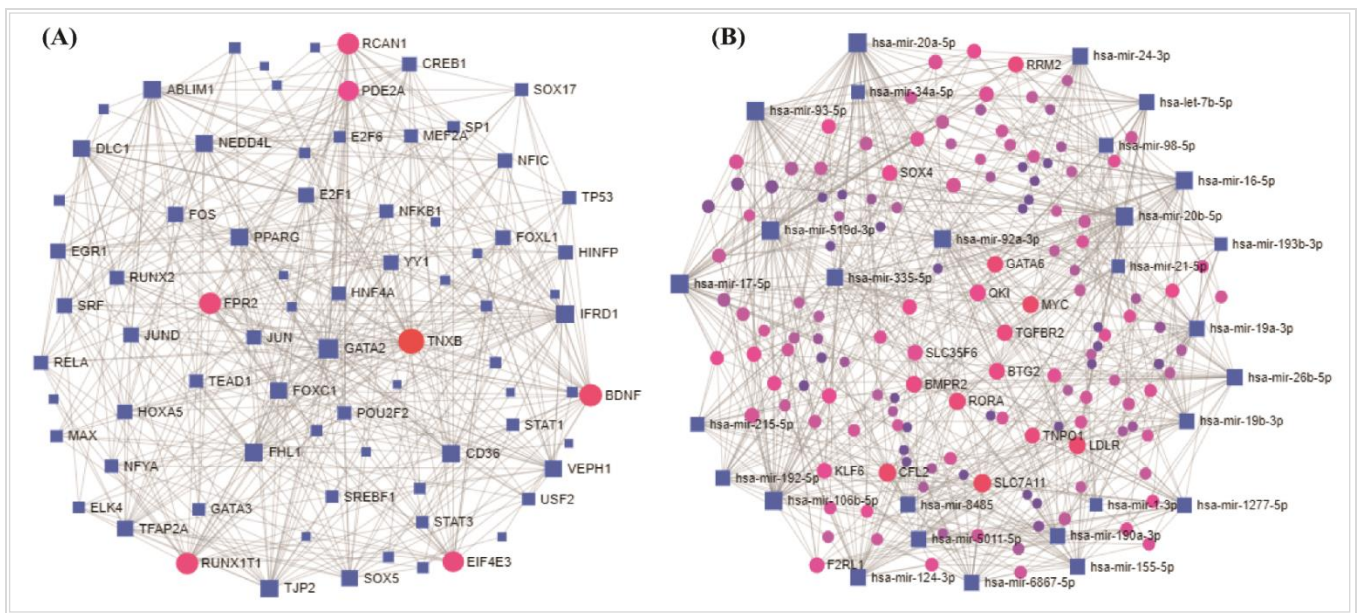 (A)
RCAN1
CREB1
ABLIM1
PDE2A
SOX17
SP1
E2F6
MEF2A
NEDD4L
DLC1
NFIC
E2F1
TP53
NFKB1
FOS
PPARG
FOXL1
EGR1
HINFP
YY1
RUNX2
HNF4A
FPR2
SRF
IFRD1
JUND
JUN
TNXB
GATA2
RELA
TEAD1
FOXC1
BDNF
HOXA5
POU2F2
STAT1
MAX
FHL1
CD36
NFYA
VEPH1
SREBF1
USF2
ELK4
GATA3
STAT3
TFAP2A
RUNX1T1
EIF4E3
SOX5
TJP2
(B)
hsa-mir-20a-5p
hsa-mir-24-3p
RRM2
hsa-mir-34a-5p
hsa-let-7b-5p
hsa-mir-93-5p
hsa-mir-98-5p
SOX4
hsa-mir-16-5p
hsa-mir-20b-5p
hsa-mir-519d-3p
hsa-mir-92a-3p
hsa-mir-193b-3p
GATA6
hsa-mir-21-5p
hsa-mir-335-5p
hsa-mir-17-5p
QKI
MYC
TGFBR2
hsa-mir-19a-3p
SLC35F6
BTG2
hsa-mir-26b-5p
BMPR2
RORA
hsa-mir-215-5p
hsa-mir-19b-3p
TNPO1
LDLR
KLF6
CFL2
hsa-mir-192-5p
SLC7A11
hsa-mir-106b-5p
hsa-mir-8485
hsa-mir-1-3p
hsa-mir-1277-5p
hsa-mir-5011-5p
hsa-mir-190a-3p
F2RL1
hsa-mir-155-5p
hsa-mir-124-3p
hsa-mir-6867-5p